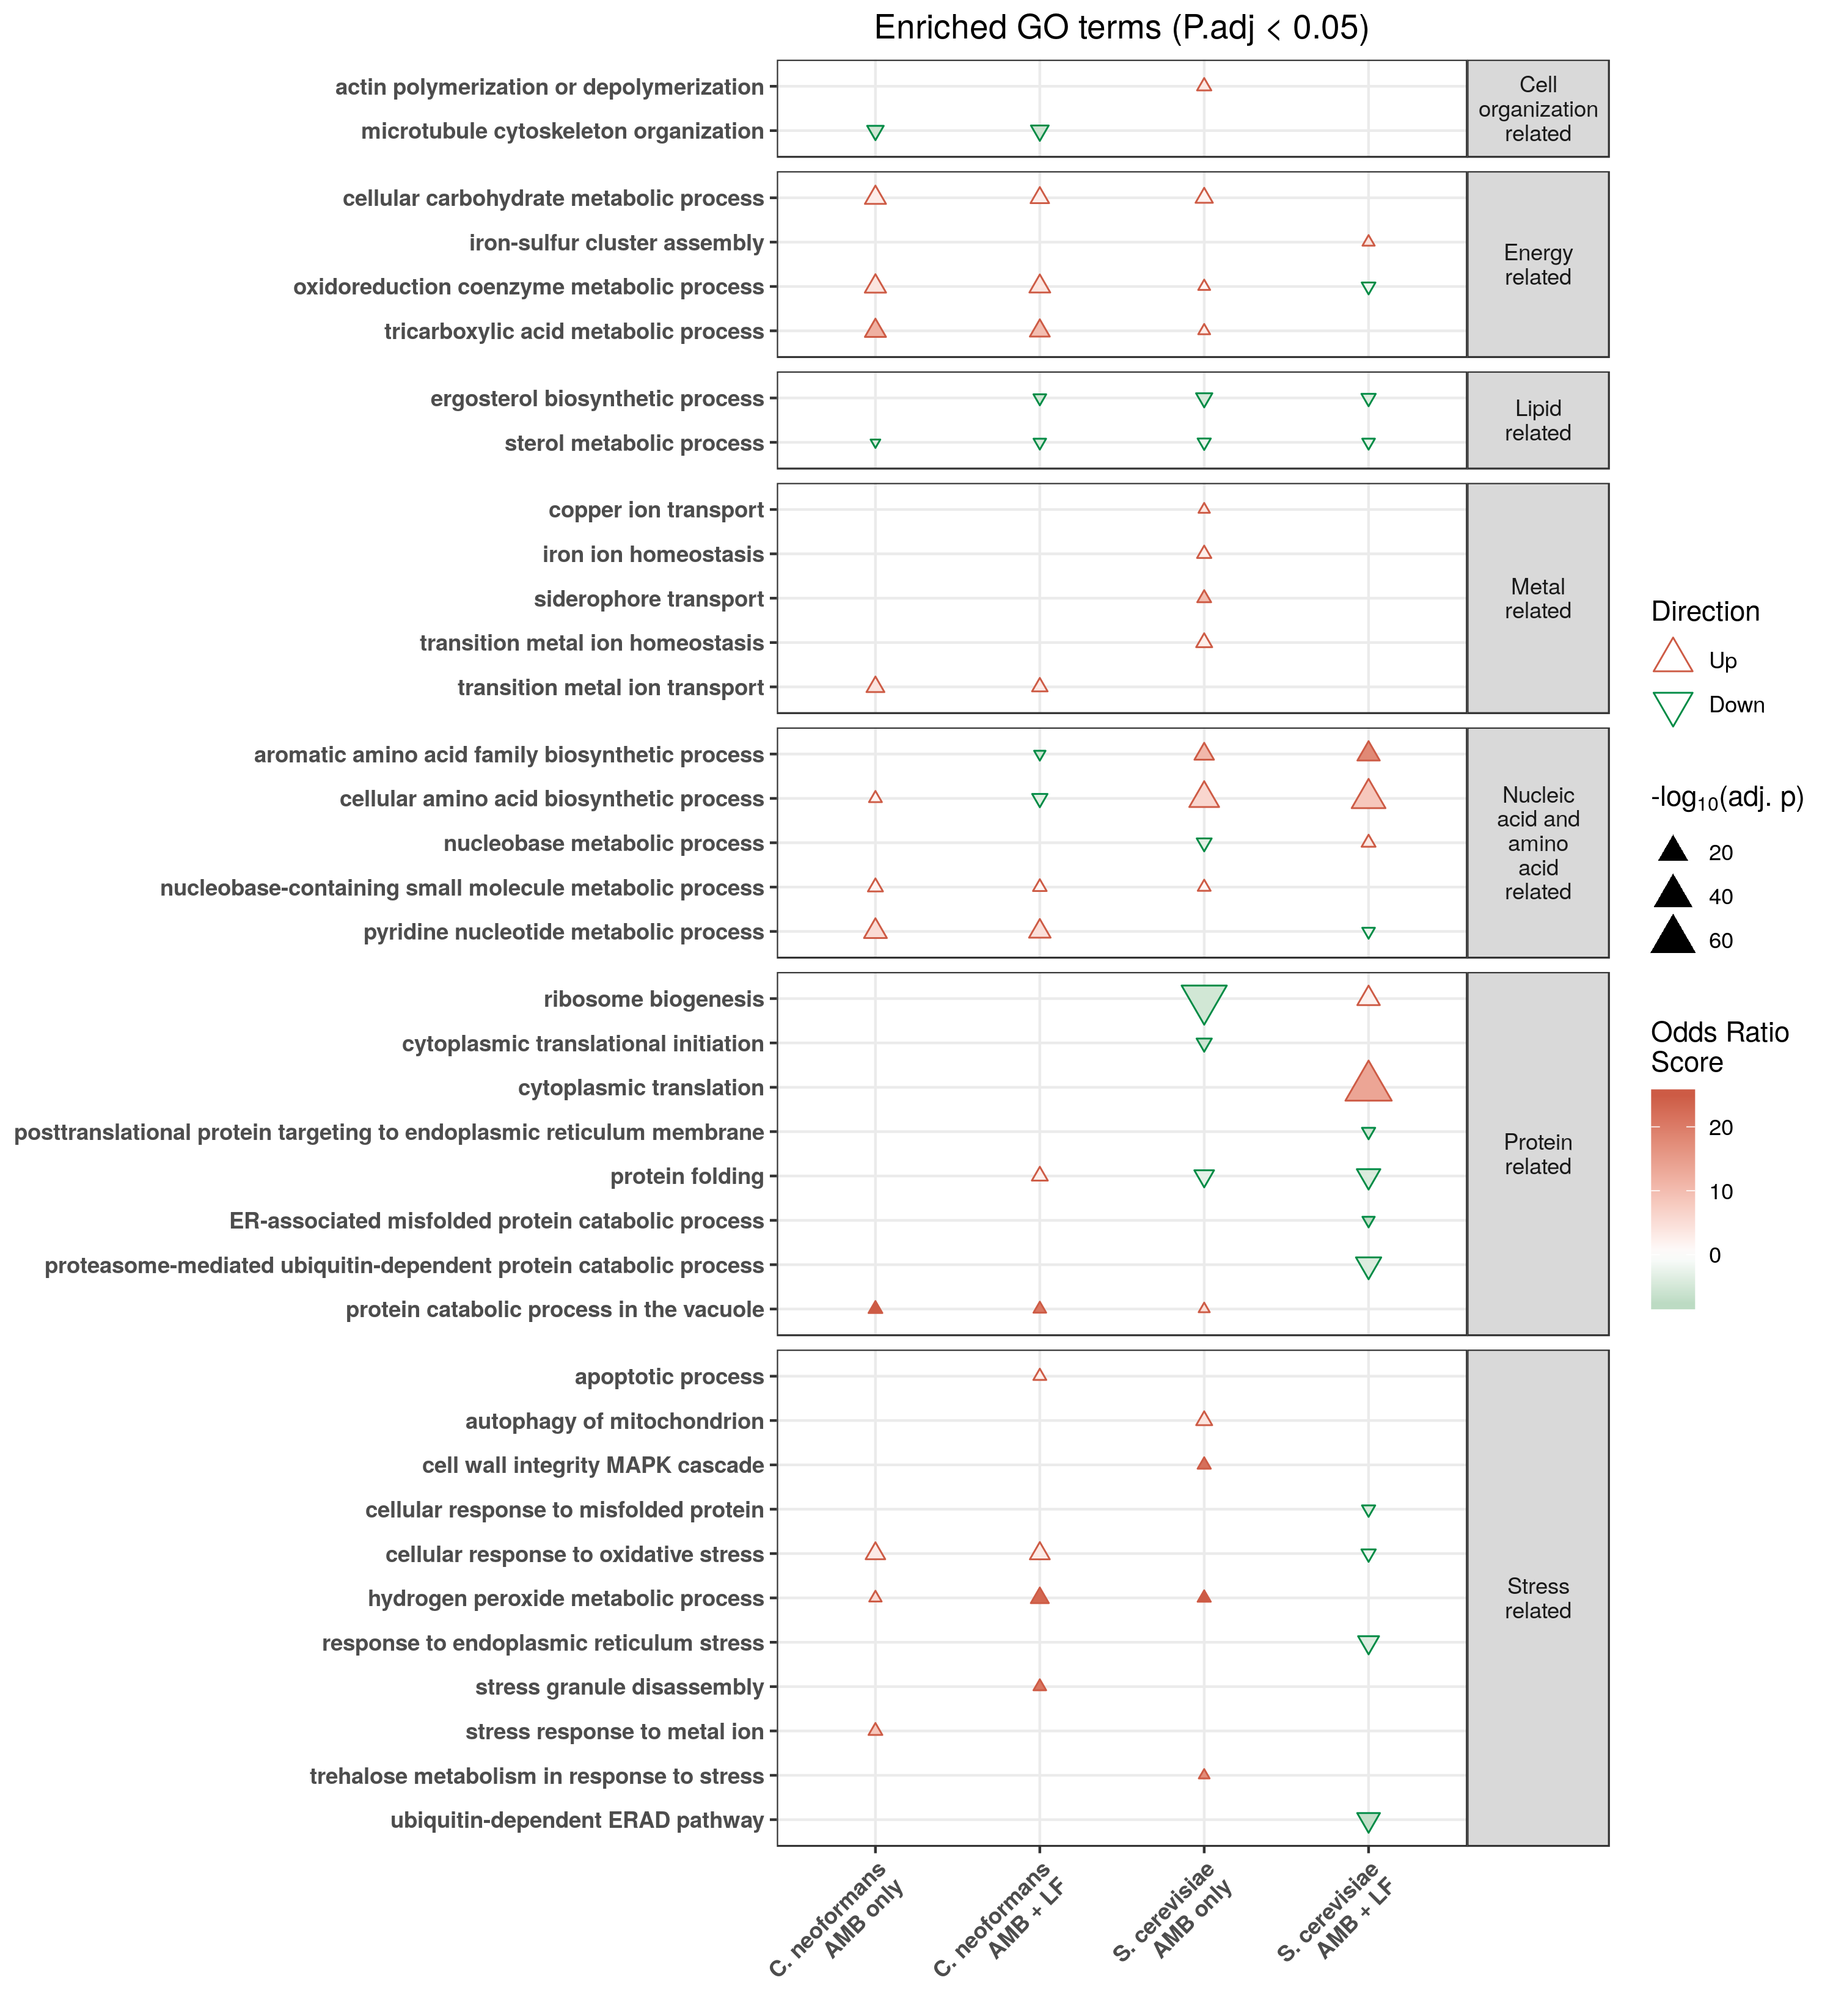 Enriched GO terms (P.adj < 0.05)
actin polymerization or depolymerization
microtubule cytoskeleton organization
Cell
organization
related
cellular carbohydrate metabolic process
iron-sulfur cluster assembly
oxidoreduction coenzyme metabolic process
tricarboxylic acid metabolic process
Energy
related
ergosterol biosynthetic process
sterol metabolic process
Lipid
related
copper ion transport
iron ion homeostasis
siderophore transport
transition metal ion homeostasis
transition metal ion transport
Metal
related
aromatic amino acid family biosynthetic process
cellular amino acid biosynthetic process
nucleobase metabolic process
nucleobase-containing small molecule metabolic process
pyridine nucleotide metabolic process
Nucleic
acid and
amino
acid
related
ribosome biogenesis
cytoplasmic translational initiation
cytoplasmic translation
posttranslational protein targeting to endoplasmic reticulum membrane
protein folding
ER-associated misfolded protein catabolic process
proteasome-mediated ubiquitin-dependent protein catabolic process
protein catabolic process in the vacuole
Protein
related
apoptotic process
autophagy of mitochondrion
cell wall integrity MAPK cascade
cellular response to misfolded protein
cellular response to oxidative stress
hydrogen peroxide metabolic process
response to endoplasmic reticulum stress
stress granule disassembly
stress response to metal ion
trehalose metabolism in response to stress
ubiquitin-dependent ERAD pathway
Stress
related
C. neoformans
AMB only
C. neoformans
AMB + LF
S. cerevisiae
AMB only
S. cerevisiae
AMB + LF
Direction
Up
Down
-log₁₀(adj. p)
20
40
60
Odds Ratio
Score
20
10
0